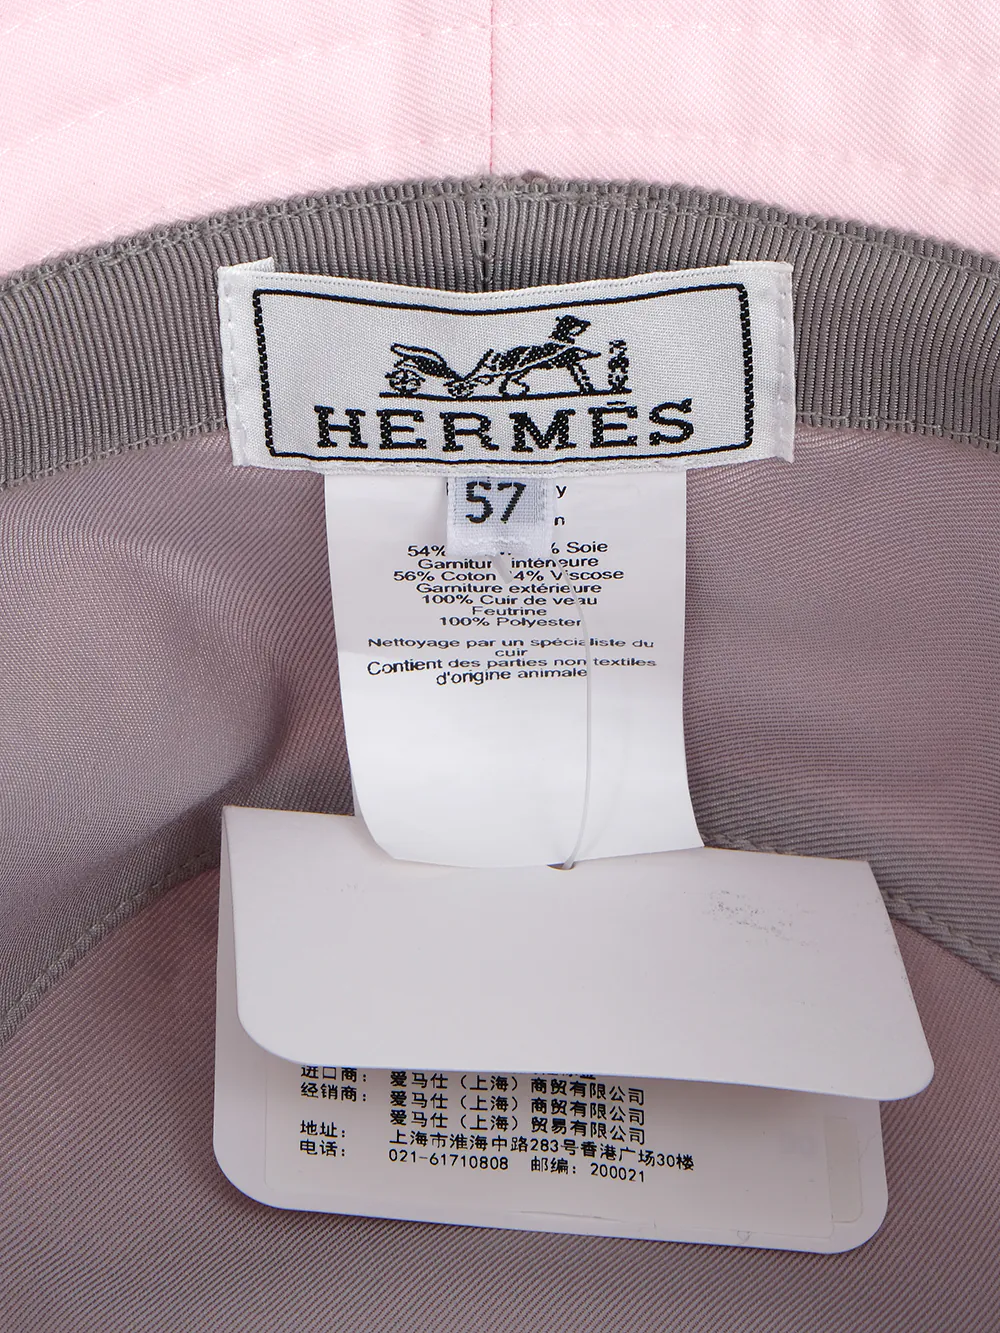 HERMÊS
57
y
n
54% % Soie
Garnitur intérieure
56% Coton 4% Viscose
Garniture extérieure
100% Cuir de veau
Feutrine
100% Polyester
Nettoyage par un spécialiste du
cuir
Contient des parties non textiles
d'origine animale
进口商： 爱马仕（上海）商贸有限公司
经销商： 爱马仕（上海）商贸有限公司
爱马仕（上海）贸易有限公司
地址： 上海市淮海中路283号香港广场30楼
电话： 021-61710808 邮编：200021